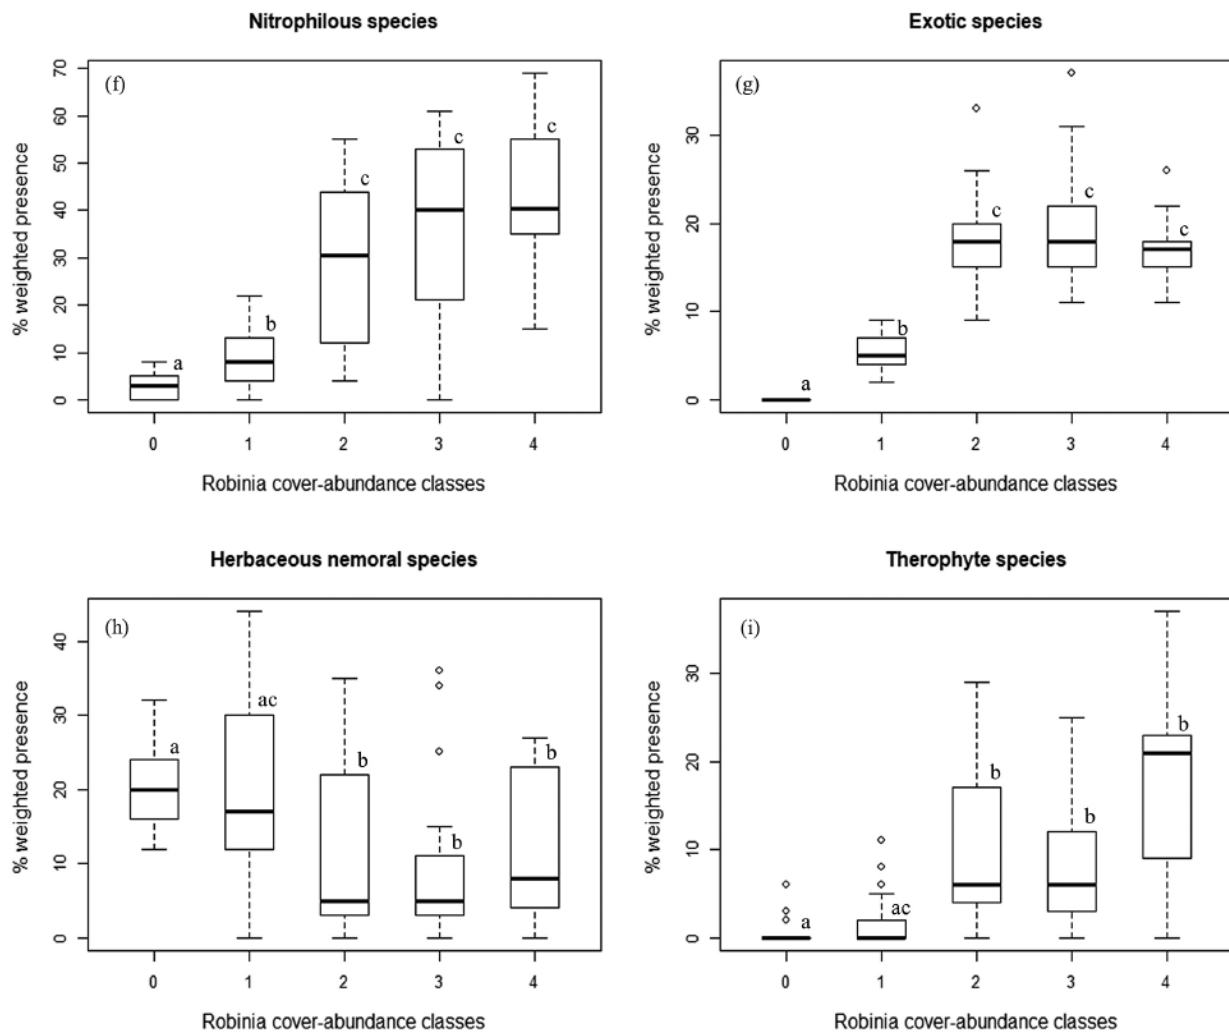 Nitrophilous species
(f)
% weighted presence
70
60
50
40
30
20
10
0
a
b
c
c
c
0 1 2 3 4
Robinia cover-abundance classes
Exotic species
(g)
% weighted presence
30
20
10
0
a
b
c
c
c
0 1 2 3 4
Robinia cover-abundance classes
Herbaceous nemoral species
(h)
% weighted presence
40
30
20
10
0
a
ac
b
b
b
0 1 2 3 4
Robinia cover-abundance classes
Therophyte species
(i)
% weighted presence
30
20
10
0
a
ac
b
b
b
0 1 2 3 4
Robinia cover-abundance classes